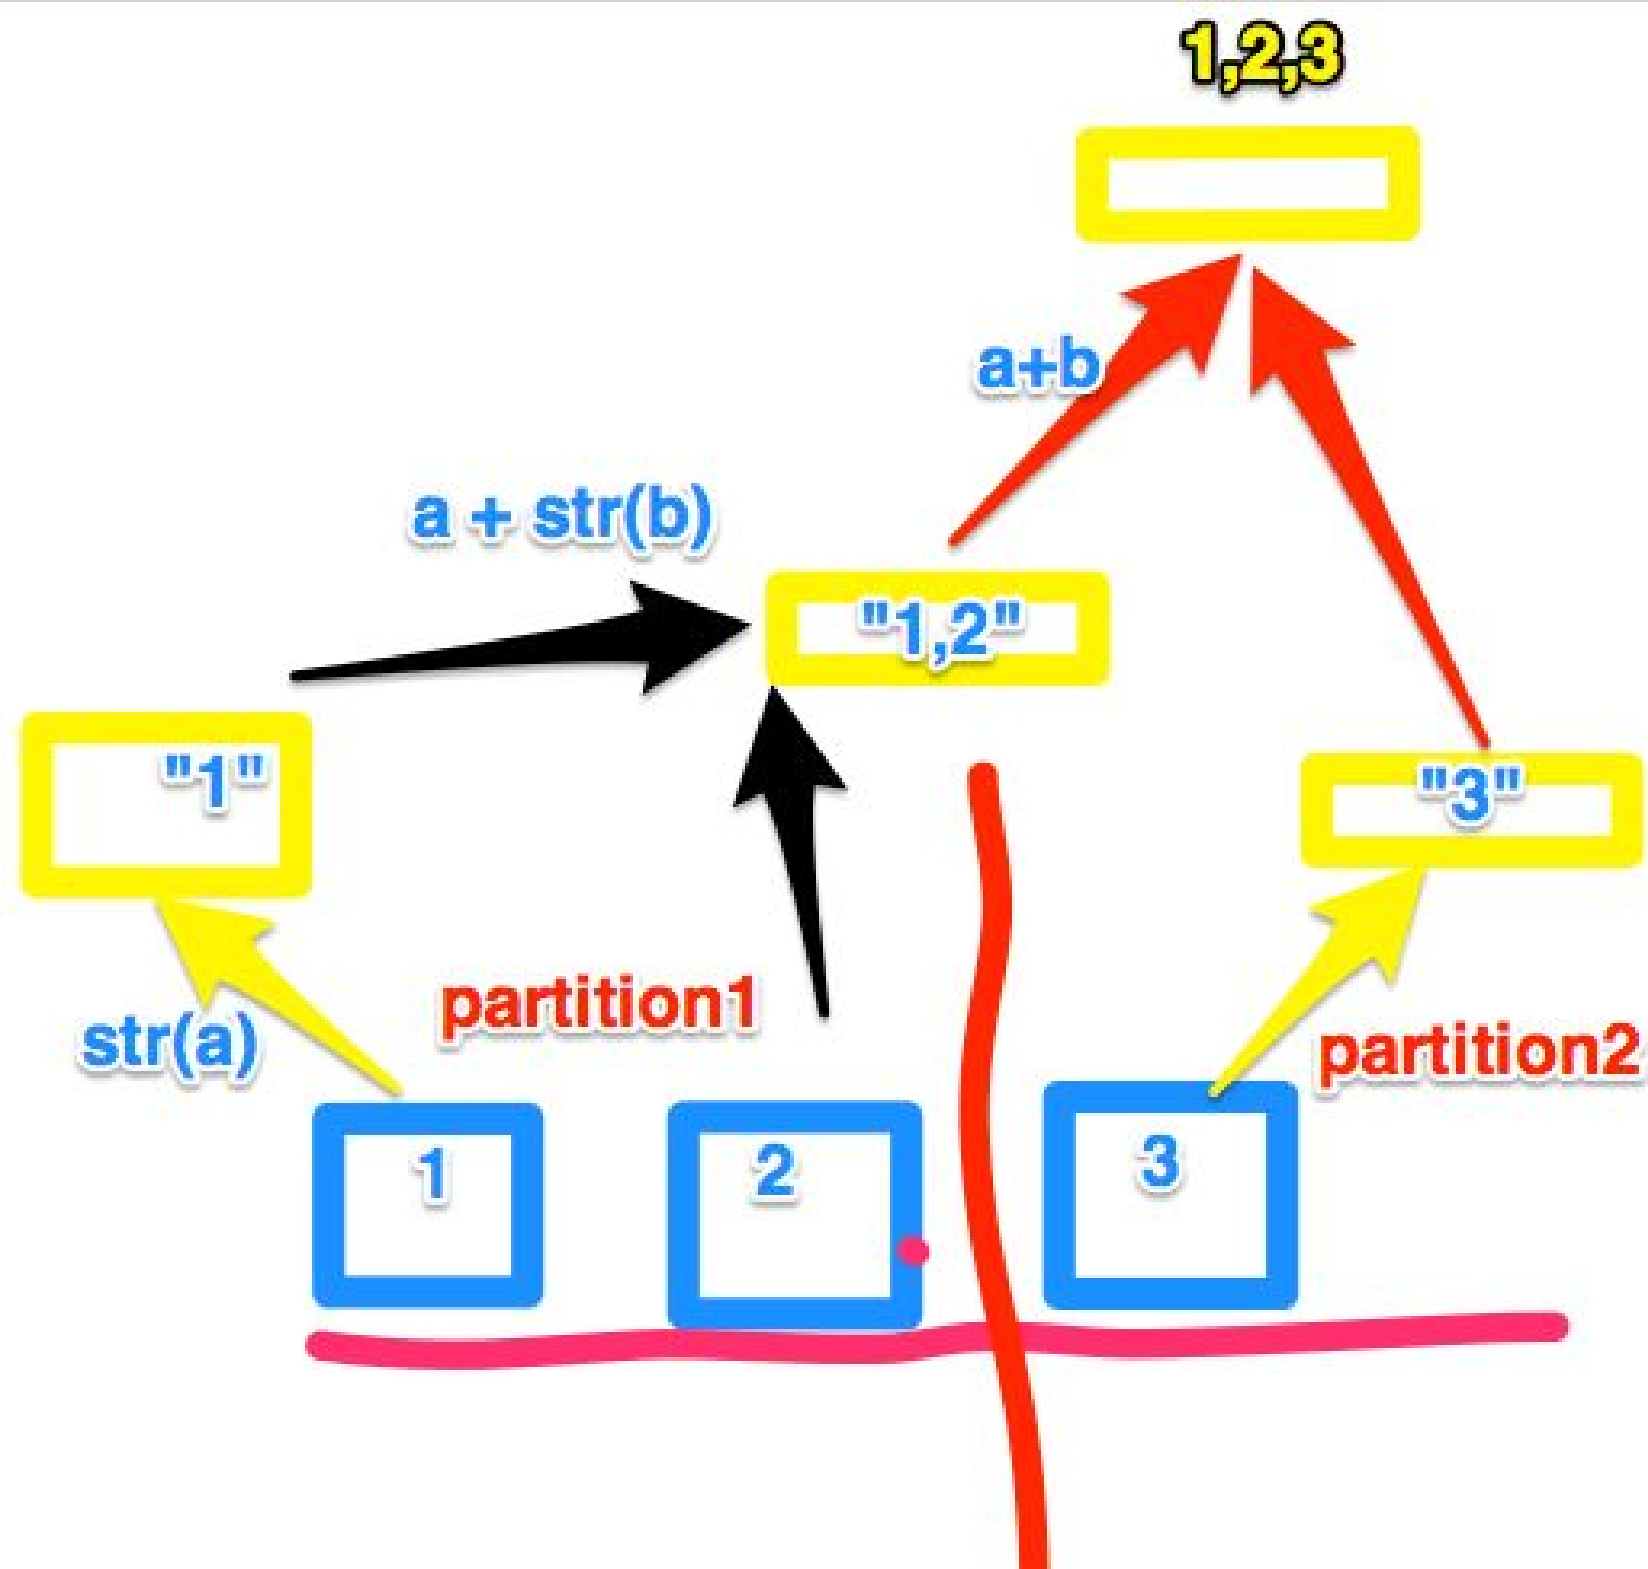 1,2,3
a+b
a + str(b)
"1,2"
"1"
"3"
partition1
str(a)
partition2
1
2
3